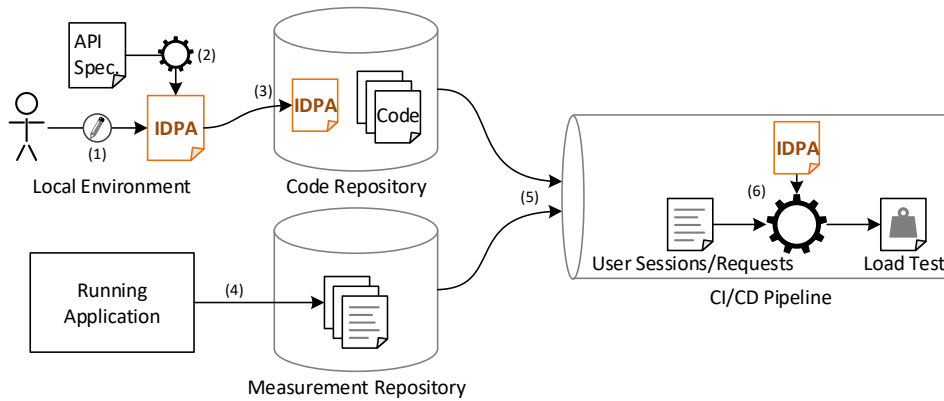 API
Spec.
(2)
(1)
IDPA
Local Environment
(3)
IDPA
Code
Code Repository
Running
Application
(4)
Measurement Repository
(5)
IDPA
(6)
User Sessions/Requests
Load Test
CI/CD Pipeline